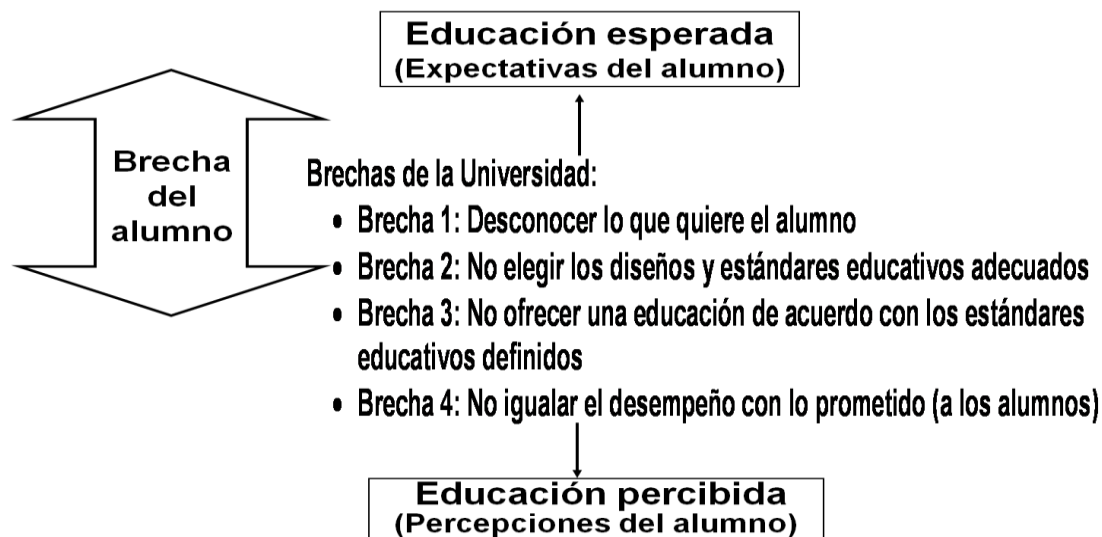 Educación esperada
(Expectativas del alumno)
Brecha
del
alumno
Brechas de la Universidad:
• Brecha 1: Desconocer lo que quiere el alumno
• Brecha 2: No elegir los diseños y estándares educativos adecuados
• Brecha 3: No ofrecer una educación de acuerdo con los estándares
educativos definidos
• Brecha 4: No igualar el desempeño con lo prometido (a los alumnos)
Educación percibida
(Percepciones del alumno)